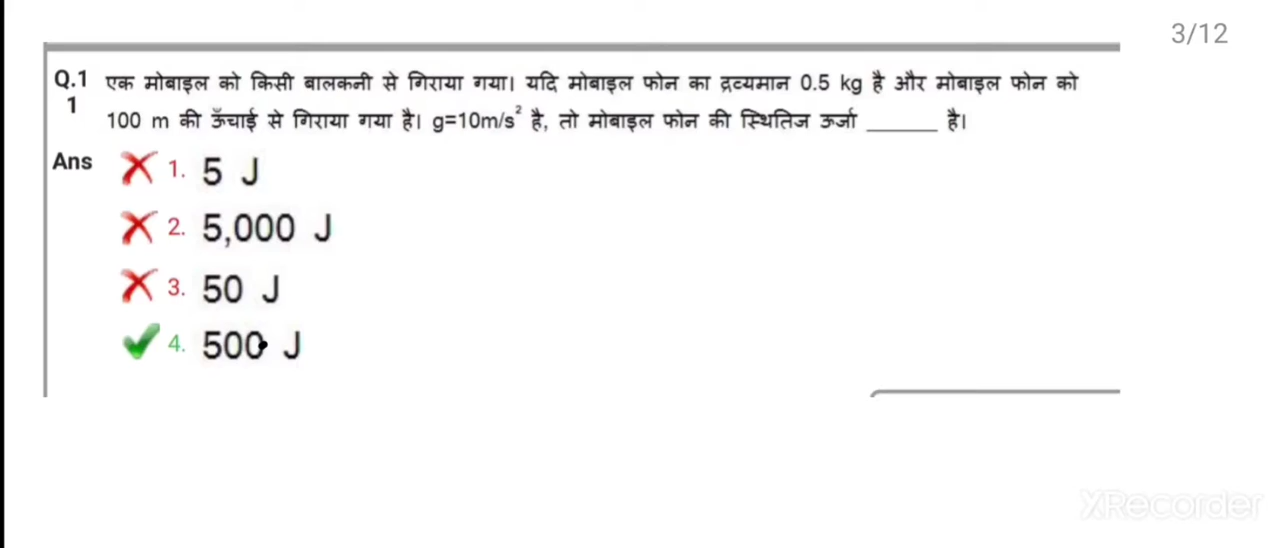 3/12
Q.1 एक मोबाइल को किसी बालकनी से गिराया गया। यदि मोबाइल फोन का द्रव्यमान 0.5 kg है और मोबाइल फोन को
1 100 m की ऊँचाई से गिराया गया है। g=10m/s² है, तो मोबाइल फोन की स्थितिज ऊर्जा ______ है।
Ans 1. 5 J
2. 5,000 J
3. 50 J
4. 500 J
XRecorder